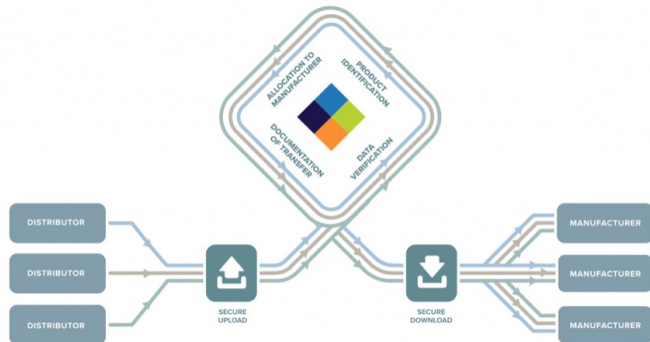 ALLOCATION TO
MANUFACTURER
PRODUCT
IDENTIFICATION
DOCUMENTATION
OF TRANSFER
DATA
VERIFICATION
DISTRIBUTOR
DISTRIBUTOR
DISTRIBUTOR
SECURE
UPLOAD
SECURE
DOWNLOAD
MANUFACTURER
MANUFACTURER
MANUFACTURER